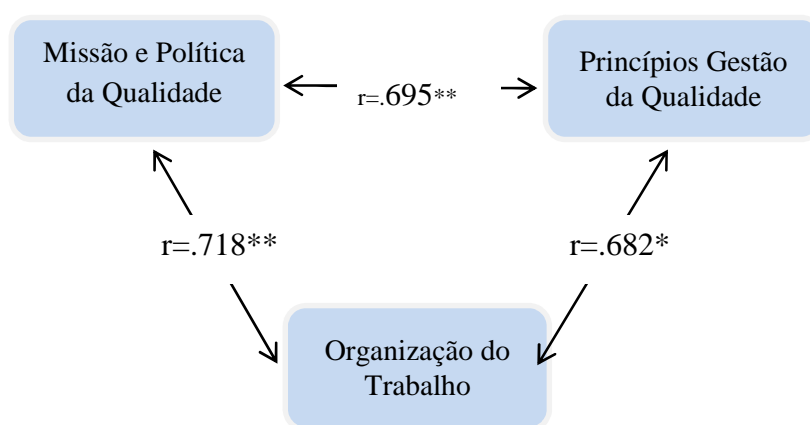 Missão e Política
da Qualidade
r=.695**
Princípios Gestão
da Qualidade
r=.718**
r=.682*
Organização do
Trabalho